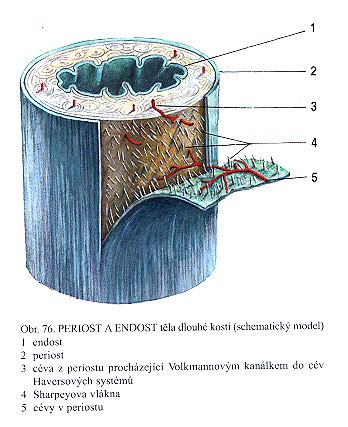 1
2
3
4
5
Obr. 76. PERIOST A ENDOST těla dlouhé kosti (schematický model)
1 endost
2 periost
3 céva z periostu procházející Volkmannovým kanálkem do cév
Haversových systémů
4 Sharpeyova vlákna
5 cévy v periostu